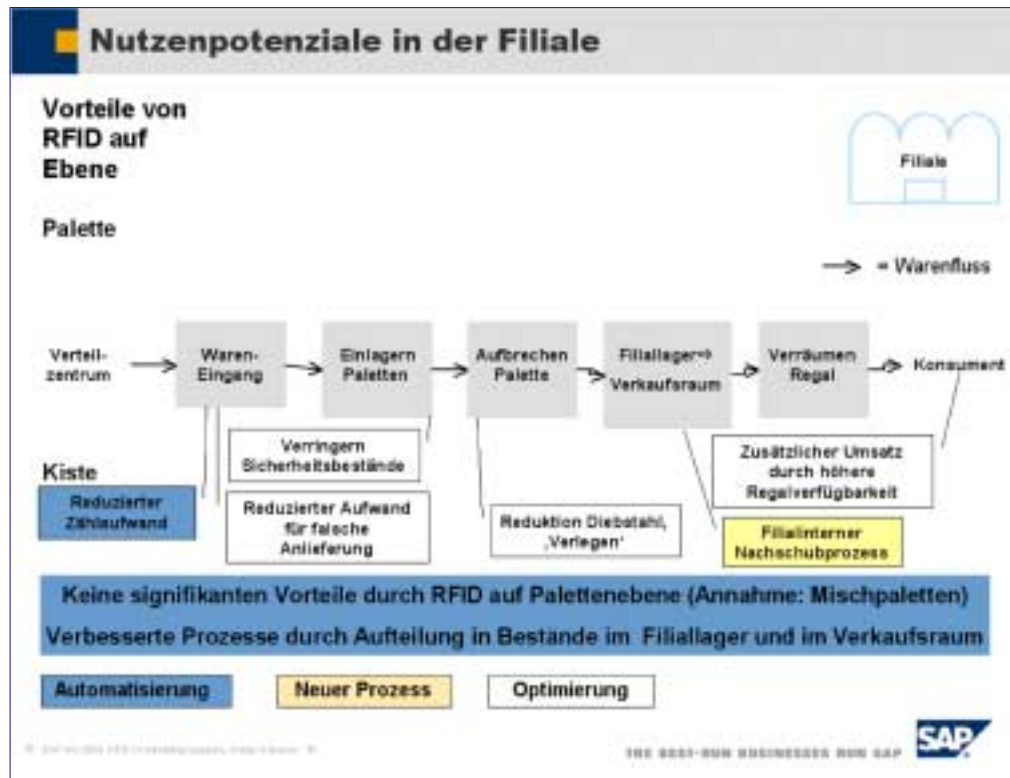 Nutzenpotenziale in der Filiale
Vorteile von
RFID auf
Ebene
Filiale
Palette
= Warenfluss
Verteil-
zentrum
Waren-
Eingang
Einlagern
Paletten
Aufbrechen
Palette
Filiallager⇨
Verkaufsraum
Verräumen
Regal
Konsument
Verringern
Sicherheitsbestände
Zusätzlicher Umsatz
durch höhere
Regalverfügbarkeit
Kiste
Reduzierter
Zählaufwand
Reduzierter Aufwand
für falsche
Anlieferung
Reduktion Diebstahl,
„Verlegen‘
Filialinterner
Nachschubprozess
Keine signifikanten Vorteile durch RFID auf Palettenebene (Annahme: Mischpaletten)
Verbesserte Prozesse durch Aufteilung in Bestände im Filiallager und im Verkaufsraum
Automatisierung
Neuer Prozess
Optimierung
THE BEST-RUN BUSINESSES RUN SAP
SAP